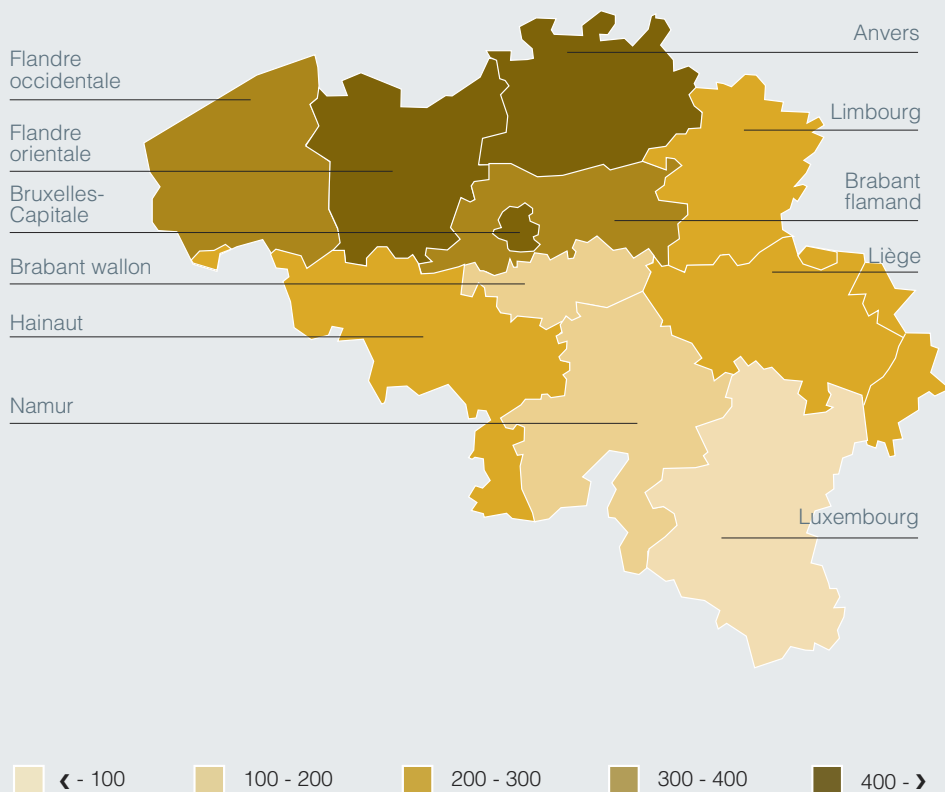 Flandre
occidentale
Flandre
orientale
Bruxelles-
Capitale
Brabant wallon
Hainaut
Namur
Anvers
Limbourg
Brabant
flamand
Liège
Luxembourg
‹ - 100
100 - 200
200 - 300
300 - 400
400 - ›